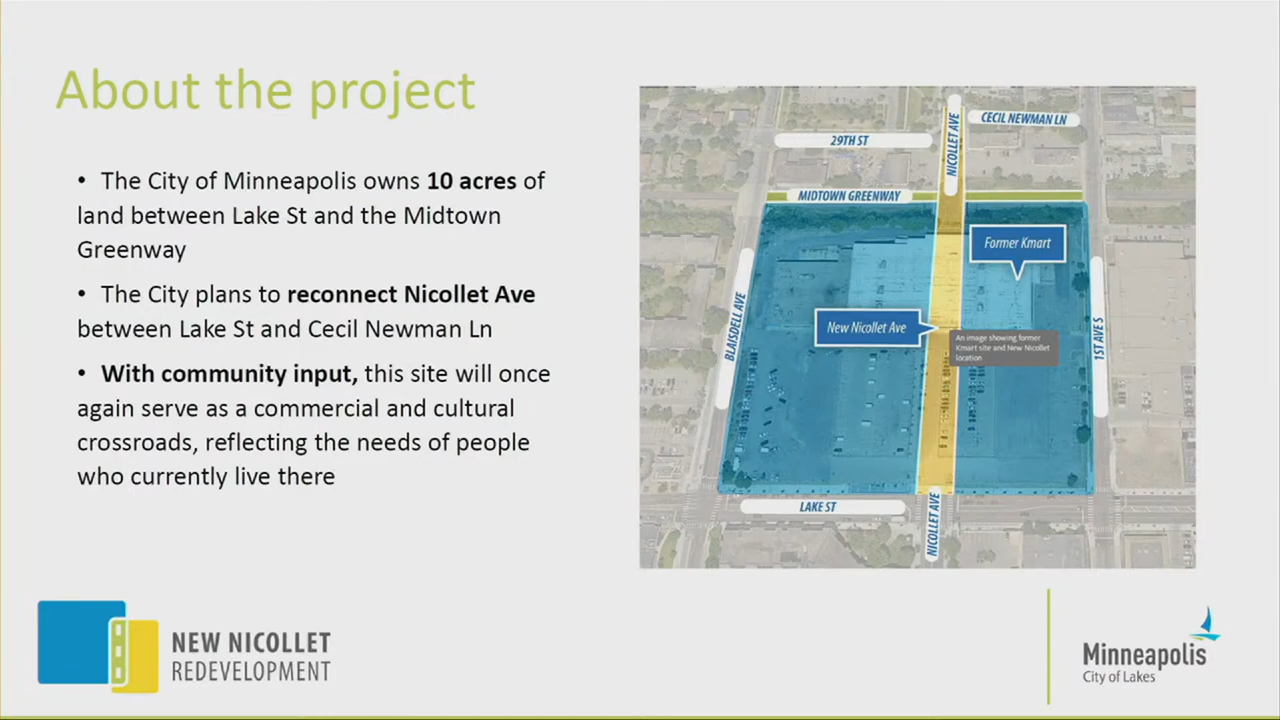 About the project
• The City of Minneapolis owns 10 acres of
land between Lake St and the Midtown
Greenway
• The City plans to reconnect Nicollet Ave
between Lake St and Cecil Newman Ln
• With community input, this site will once
again serve as a commercial and cultural
crossroads, reflecting the needs of people
who currently live there
CECIL NEWMAN LN
29TH ST
NICOLLET AVE
MIDTOWN GREENWAY
Former Kmart
BLAISDELL AVE
New Nicollet Ave
An image showing former
Kmart site and New Nicollet
location
1ST AVE S
LAKE ST
NICOLLET AVE
NEW NICOLLET
REDEVELOPMENT
Minneapolis
City of Lakes